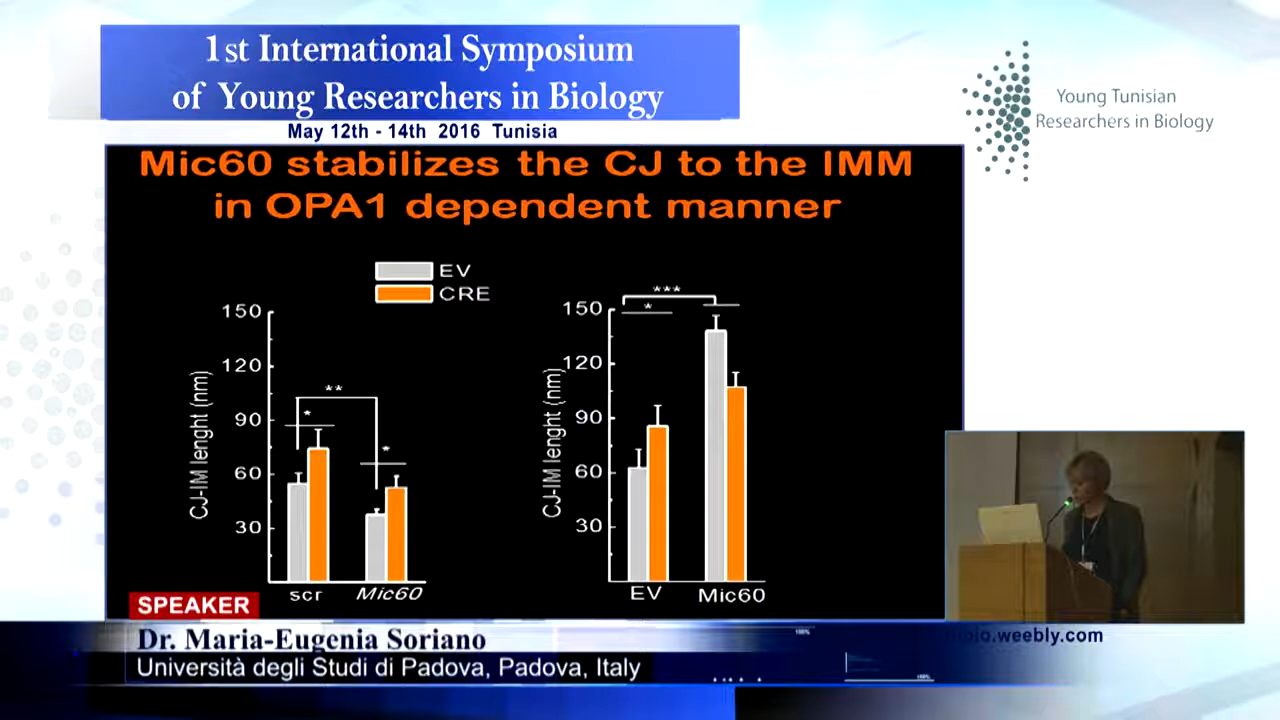 1st International Symposium
of Young Researchers in Biology
May 12th - 14th 2016 Tunisia
Young Tunisian
Researchers in Biology
Mic60 stabilizes the CJ to the IMM
in OPA1 dependent manner
EV
CRE
150
120
90
60
30
CJ-IM lenght (nm)
**
*
*
scr
Mic60
150
120
90
60
30
CJ-IM lenght (nm)
***
*
EV
Mic60
SPEAKER
Dr. Maria-Eugenia Soriano
Università degli Studi di Padova, Padova, Italy
.weebly.com
100%
100%